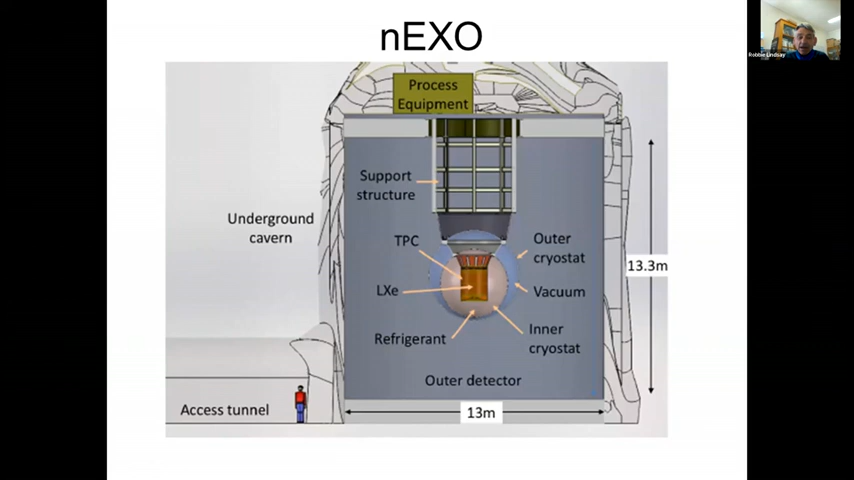 nEXO
Robbie Lindsay
Process
Equipment
Support
structure
Underground
cavern
TPC
Outer
cryostat
13.3m
LXe
Vacuum
Refrigerant
Inner
cryostat
Outer detector
Access tunnel
13m